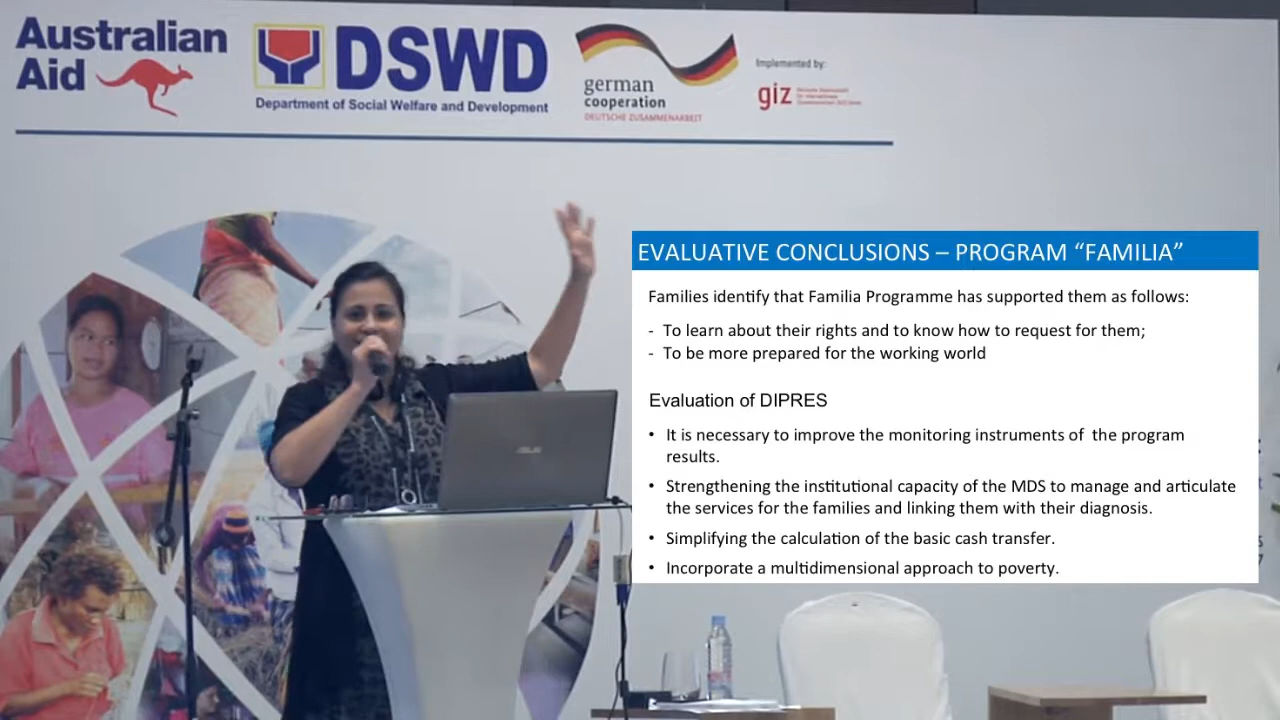 Australian
Aid
DSWD
Department of Social Welfare and Development
german
cooperation
DEUTSCHE ZUSAMMENARBEIT
Implemented by:
giz
EVALUATIVE CONCLUSIONS – PROGRAM “FAMILIA”
Families identify that Familia Programme has supported them as follows:
- To learn about their rights and to know how to request for them;
- To be more prepared for the working world
Evaluation of DIPRES
• It is necessary to improve the monitoring instruments of the program
results.
• Strengthening the institutional capacity of the MDS to manage and articulate
the services for the families and linking them with their diagnosis.
• Simplifying the calculation of the basic cash transfer.
• Incorporate a multidimensional approach to poverty.
ASUS